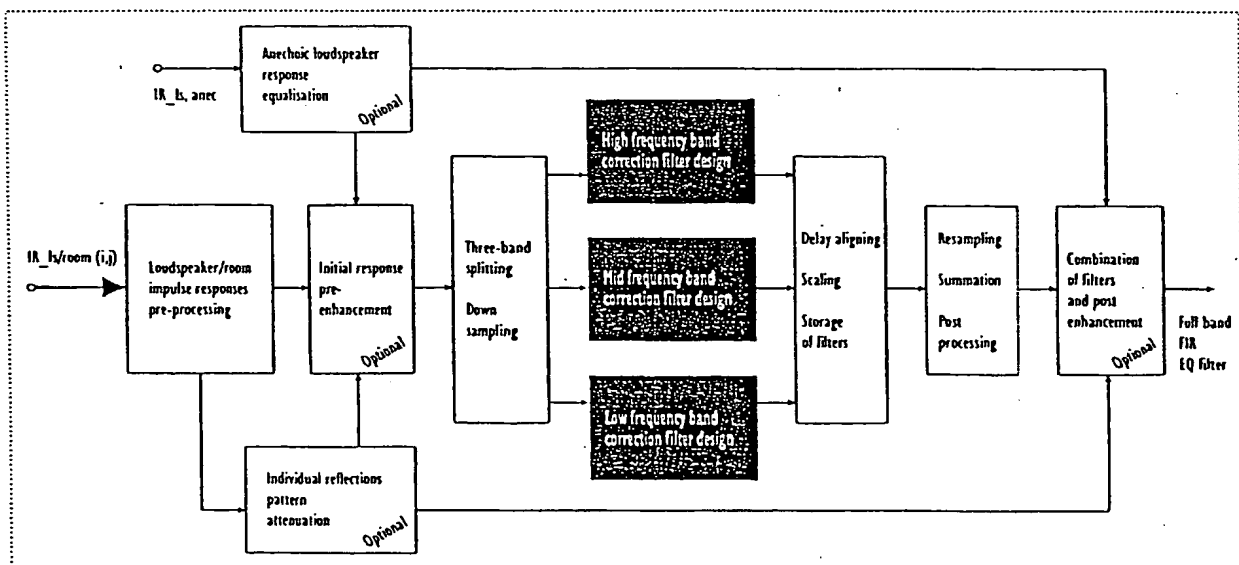 Anechoic loudspeaker
response
equalisation
Optional
IR_ls, anec
High frequency band
correction filter design
IR_ls/room (i,j)
Loudspeaker/room
impulse responses
pre-processing
Initial response
pre-
enhancement
Optional
Three-band
splitting
Down
sampling
Mid frequency band
correction filter design
Delay aligning
Scaling
Storage
of filters
Resampling
Summation
Post
processing
Combination
of filters
and post
enhancement
Optional
Full band
FIR
EQ filter
Low frequency band
correction filter design
Individual reflections
pattern
attenuation
Optional